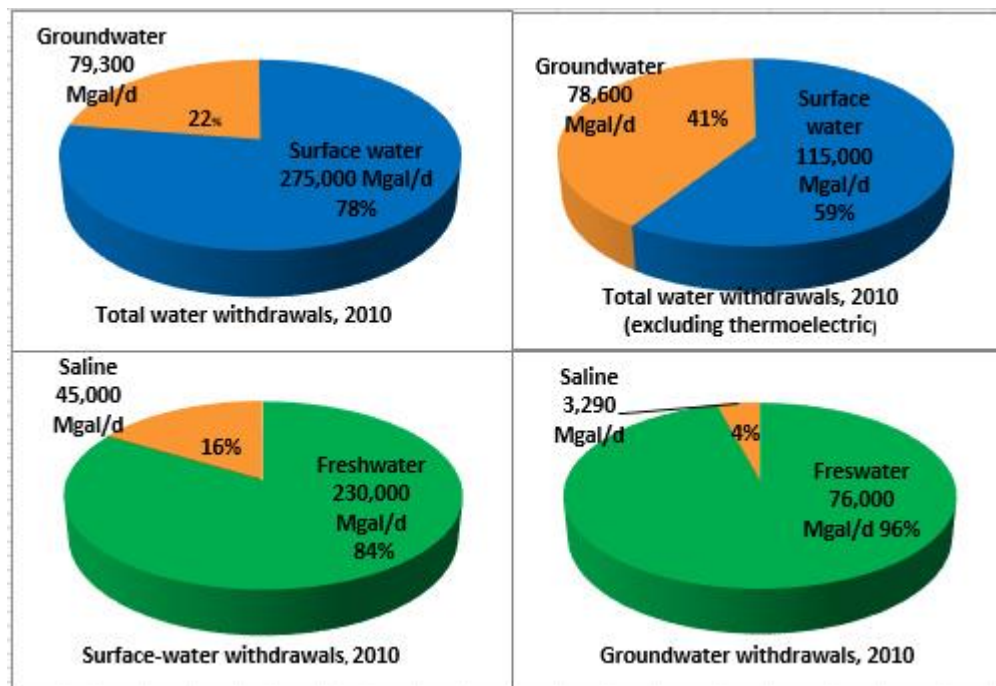 Groundwater
79,300
Mgal/d
22%
Surface water
275,000 Mgal/d
78%
Total water withdrawals, 2010
Groundwater
78,600
Mgal/d
41%
Surface
water
115,000
Mgal/d
59%
Total water withdrawals, 2010
(excluding thermoelectric)
Saline
45,000
Mgal/d
16%
Freshwater
230,000
Mgal/d
84%
Surface-water withdrawals, 2010
Saline
3,290
Mgal/d
4%
Freswater
76,000
Mgal/d 96%
Groundwater withdrawals, 2010